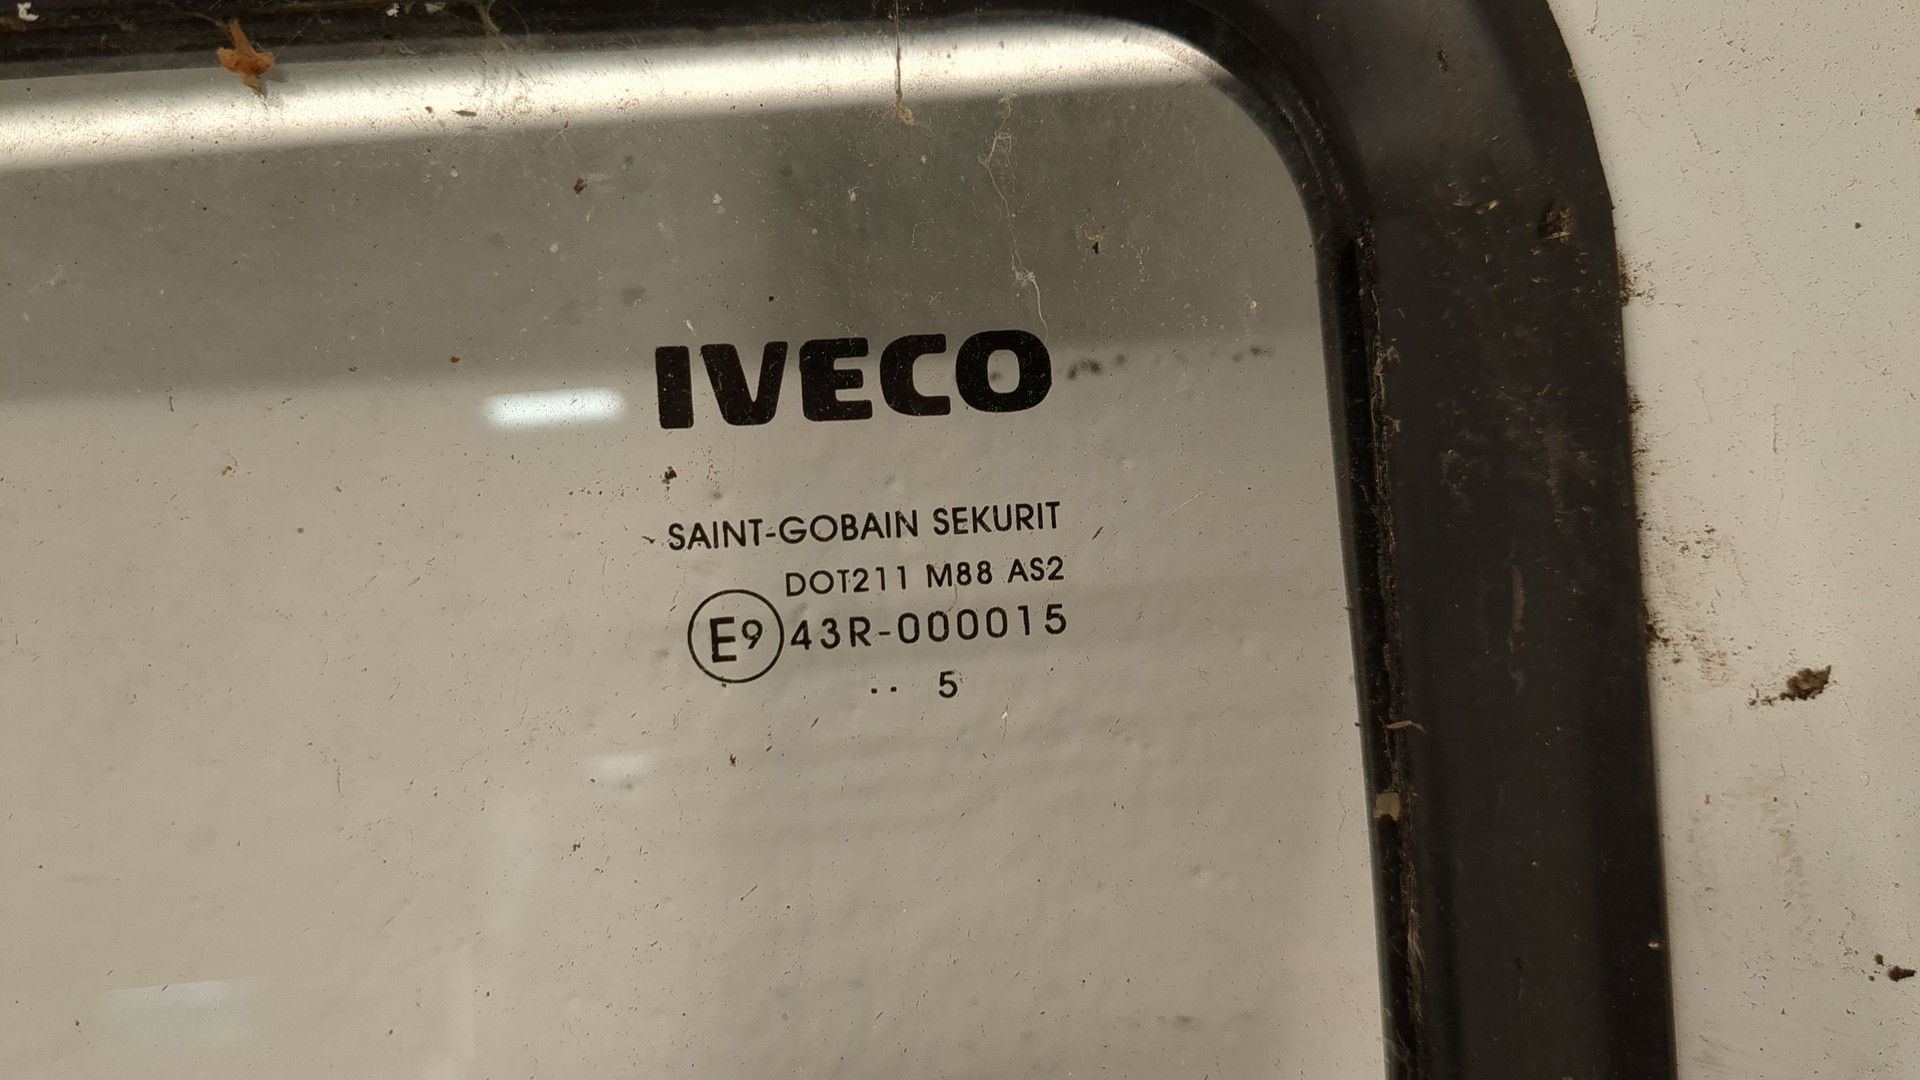 IVECO
SAINT-GOBAIN SEKURIT
DOT211 M88 AS2
E9 43R-000015
.. 5